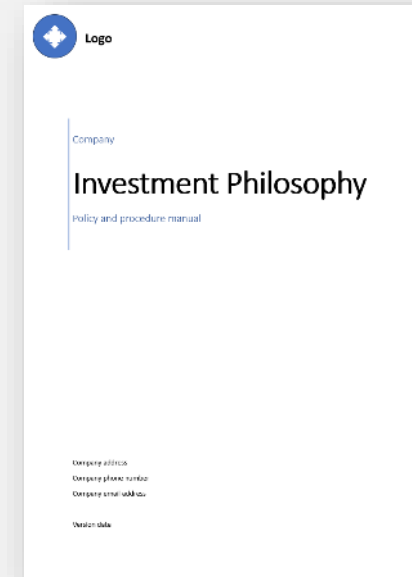 Logo
Company
Investment Philosophy
Policy and procedure manual
Company address
Company phone number
Company email address
Version date